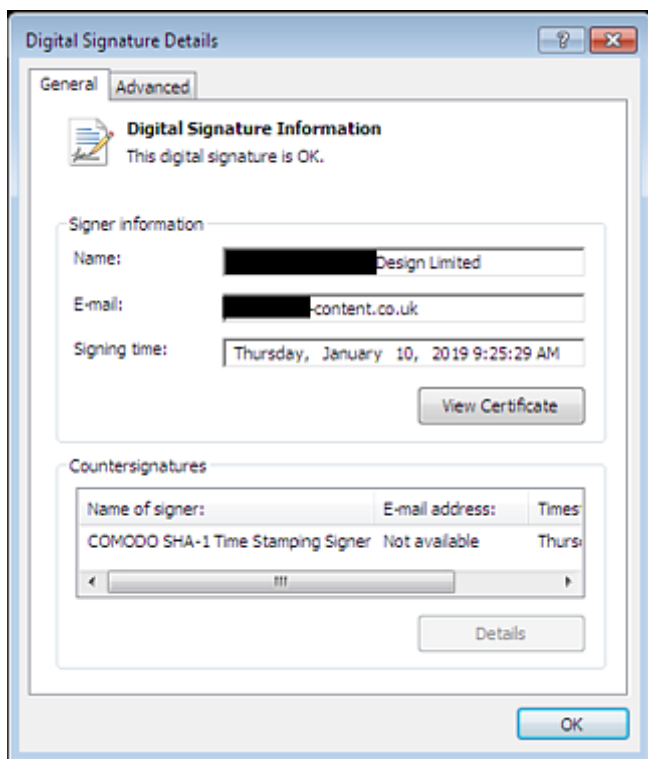 Digital Signature Details
General Advanced
Digital Signature Information
This digital signature is OK.
Signer information
Name: Design Limited
E-mail: -content.co.uk
Signing time: Thursday, January 10, 2019 9:25:29 AM
View Certificate
Countersignatures
Name of signer: E-mail address: Times
COMODO SHA-1 Time Stamping Signer Not available Thurs
Details
OK